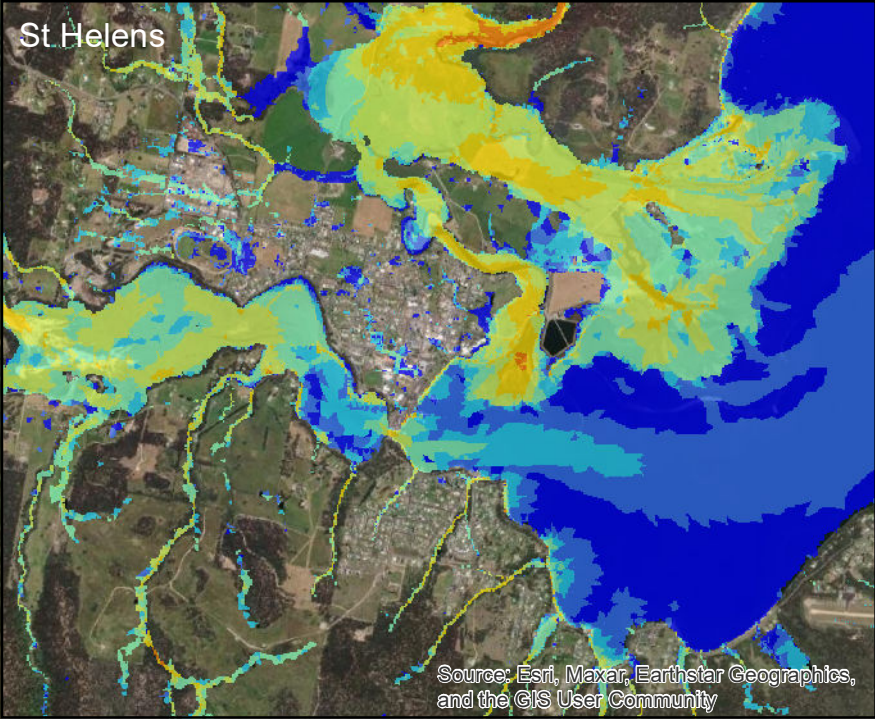 St Helens
Source: Esri, Maxar, Earthstar Geographics,
and the GIS User Community